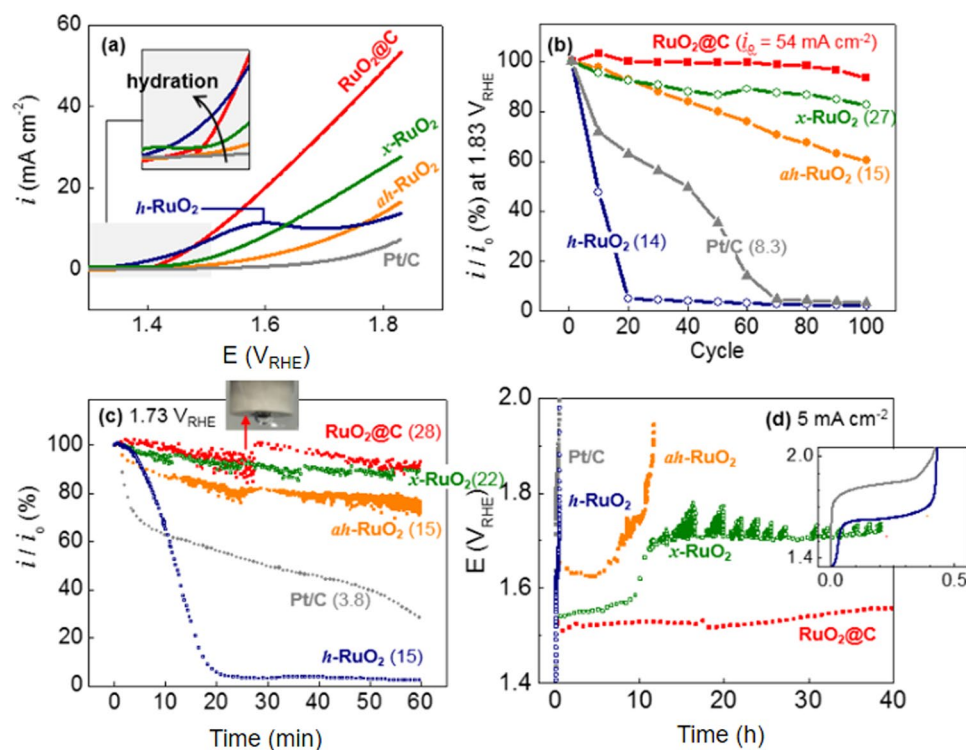 (a)
60
40
20
0
i (mA cm-2)
hydration
RuO2@C
x-RuO2
ah-RuO2
h-RuO2
Pt/C
1.4
1.6
1.8
E (VRHE)
(b)
100
80
60
40
20
0
i / i0 (%) at 1.83 VRHE
RuO2@C (i0 = 54 mA cm-2)
x-RuO2 (27)
ah-RuO2 (15)
h-RuO2 (14)
Pt/C (8.3)
0 20 40 60 80 100
Cycle
(c) 1.73 VRHE
100
80
60
40
20
0
i / i0 (%)
RuO2@C (28)
x-RuO2(22)
ah-RuO2 (15)
Pt/C (3.8)
h-RuO2 (15)
0 10 20 30 40 50 60
Time (min)
(d) 5 mA cm-2
2.0
1.8
1.6
1.4
E (VRHE)
Pt/C
h-RuO2
ah-RuO2
x-RuO2
RuO2@C
2.0
1.4
0.0 0.5
0 10 20 30 40
Time (h)